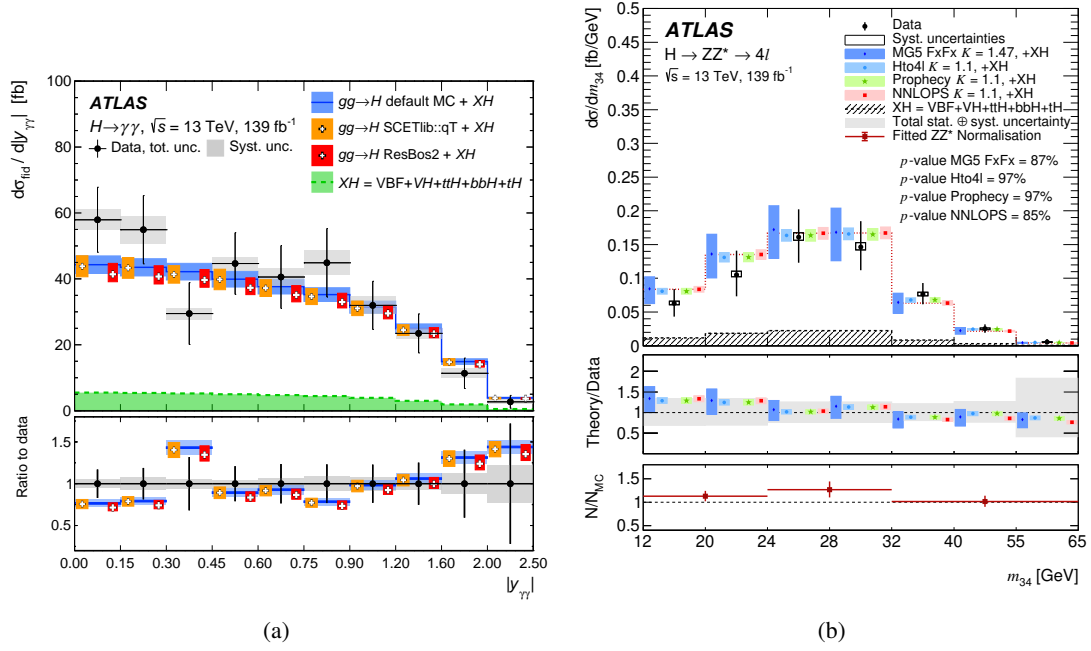 ATLAS
H→γγ, √s = 13 TeV, 139 fb⁻¹
Data, tot. unc. Syst. unc.
gg→H default MC + XH
gg→H SCETlib::qT + XH
gg→H ResBos2 + XH
XH = VBF+VH+ttH+bbH+tH
dσ_fid / d|y_γγ| [fb]
100
80
60
40
20
0
Ratio to data
1.5
1
0.5
0.00 0.15 0.30 0.45 0.60 0.75 0.90 1.20 1.60 2.00 2.50
|y_γγ|
(a)
ATLAS
H → ZZ* → 4l
√s = 13 TeV, 139 fb⁻¹
Data
Syst. uncertainties
MG5 FxFx K = 1.47, +XH
Hto4l K = 1.1, +XH
Prophecy K = 1.1, +XH
NNLOPS K = 1.1, +XH
XH = VBF+VH+ttH+bbH+tH
Total stat. ⊕ syst. uncertainty
Fitted ZZ* Normalisation
p-value MG5 FxFx = 87%
p-value Hto4l = 97%
p-value Prophecy = 97%
p-value NNLOPS = 85%
dσ/dm₃₄ [fb/GeV]
0.5
0.45
0.4
0.35
0.3
0.25
0.2
0.15
0.1
0.05
0
Theory/Data
2
1.5
1
0.5
N/N_MC
1.5
1
0.5
12 20 24 28 32 40 55 65
m₃₄ [GeV]
(b)